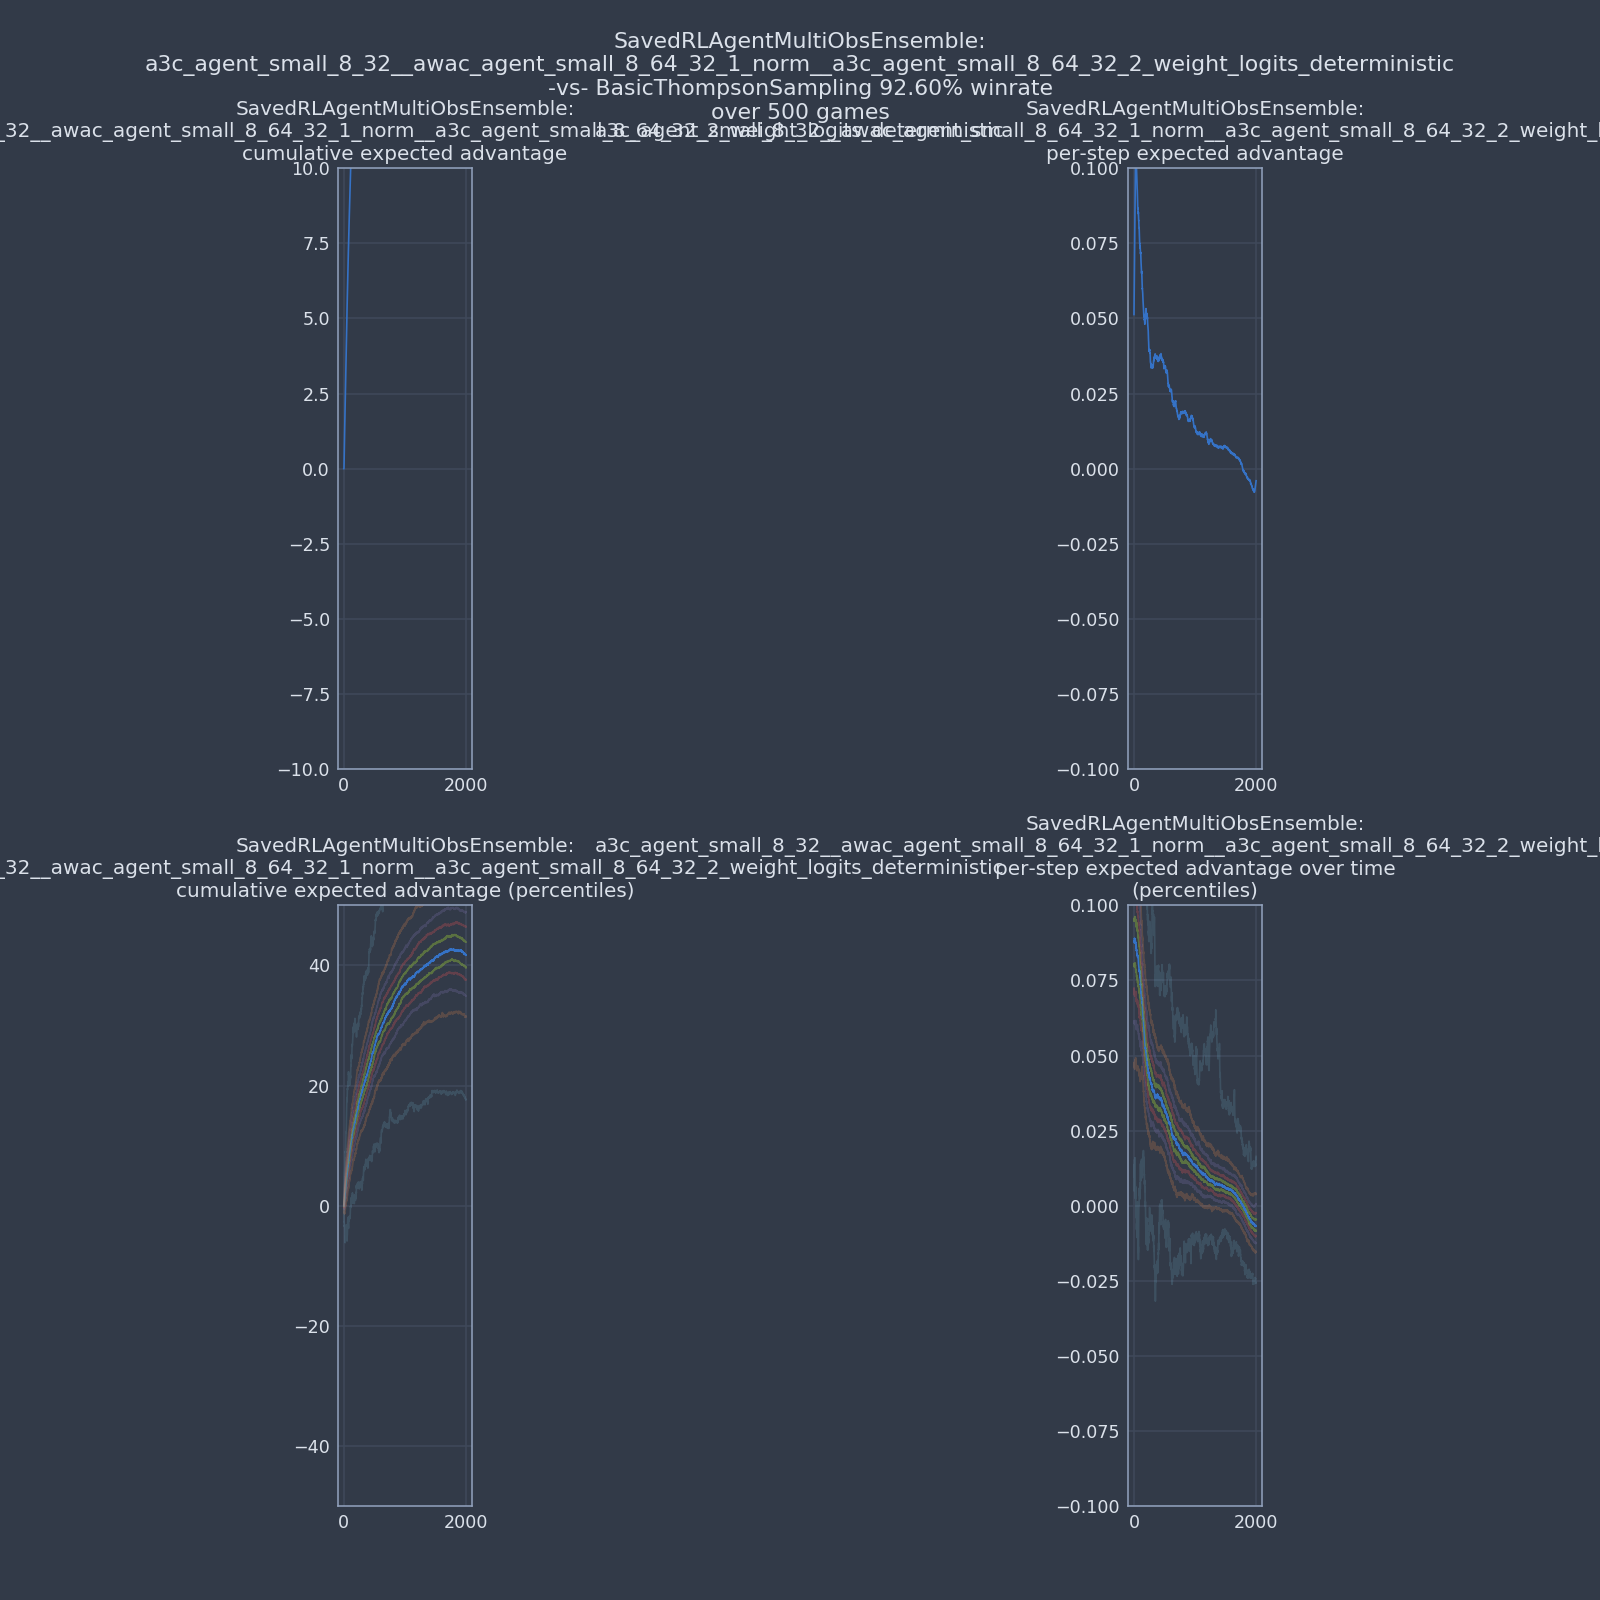 SavedRLAgentMultiObsEnsemble:
a3c_agent_small_8_32__awac_agent_small_8_64_32_1_norm__a3c_agent_small_8_64_32_2_weight_logits_deterministic
-vs- BasicThompsonSampling 92.60% winrate
over 500 games
SavedRLAgentMultiObsEnsemble:
_32__awac_agent_small_8_64_32_1_norm__a3c_agent_small_8_64_32_2_weight_logits_deterministic
cumulative expected advantage
10.0
7.5
5.0
2.5
0.0
−2.5
−5.0
−7.5
−10.0
0
2000
SavedRLAgentMultiObsEnsemble:
a3c_agent_small_8_32__awac_agent_small_8_64_32_1_norm__a3c_agent_small_8_64_32_2_weight_l
per-step expected advantage
0.100
0.075
0.050
0.025
0.000
−0.025
−0.050
−0.075
−0.100
0
2000
SavedRLAgentMultiObsEnsemble:
_32__awac_agent_small_8_64_32_1_norm__a3c_agent_small_8_64_32_2_weight_logits_deterministic
cumulative expected advantage (percentiles)
40
20
0
−20
−40
0
2000
SavedRLAgentMultiObsEnsemble:
a3c_agent_small_8_32__awac_agent_small_8_64_32_1_norm__a3c_agent_small_8_64_32_2_weight_l
per-step expected advantage over time
(percentiles)
0.100
0.075
0.050
0.025
0.000
−0.025
−0.050
−0.075
−0.100
0
2000